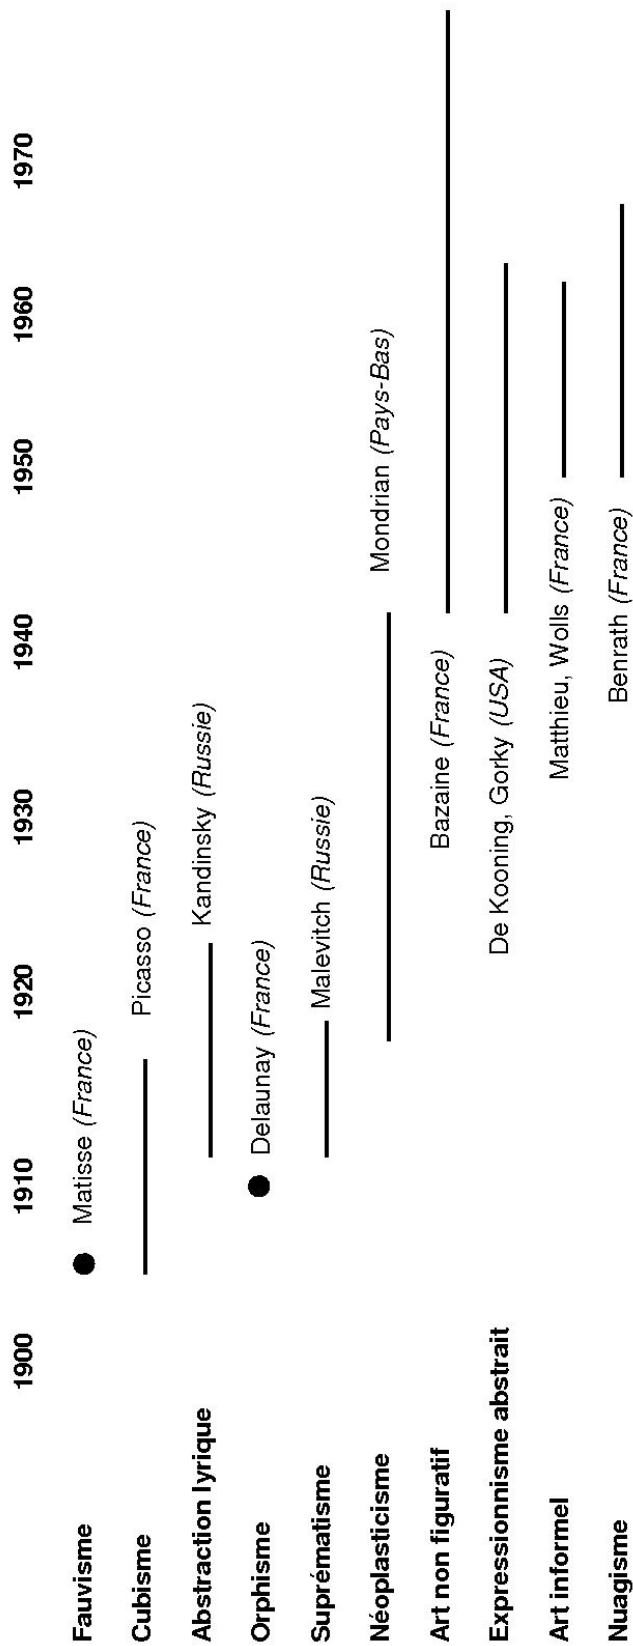 1900 1910 1920 1930 1940 1950 1960 1970
Fauvisme Matisse (France)
Cubisme Picasso (France)
Abstraction lyrique Kandinsky (Russie)
Orphisme Delaunay (France)
Suprématisme Malevitch (Russie)
Néoplasticisme Mondrian (Pays-Bas)
Art non figuratif Bazaine (France)
Expressionnisme abstrait De Kooning, Gorky (USA)
Art informel Matthieu, Wolls (France)
Nuagisme Benrath (France)